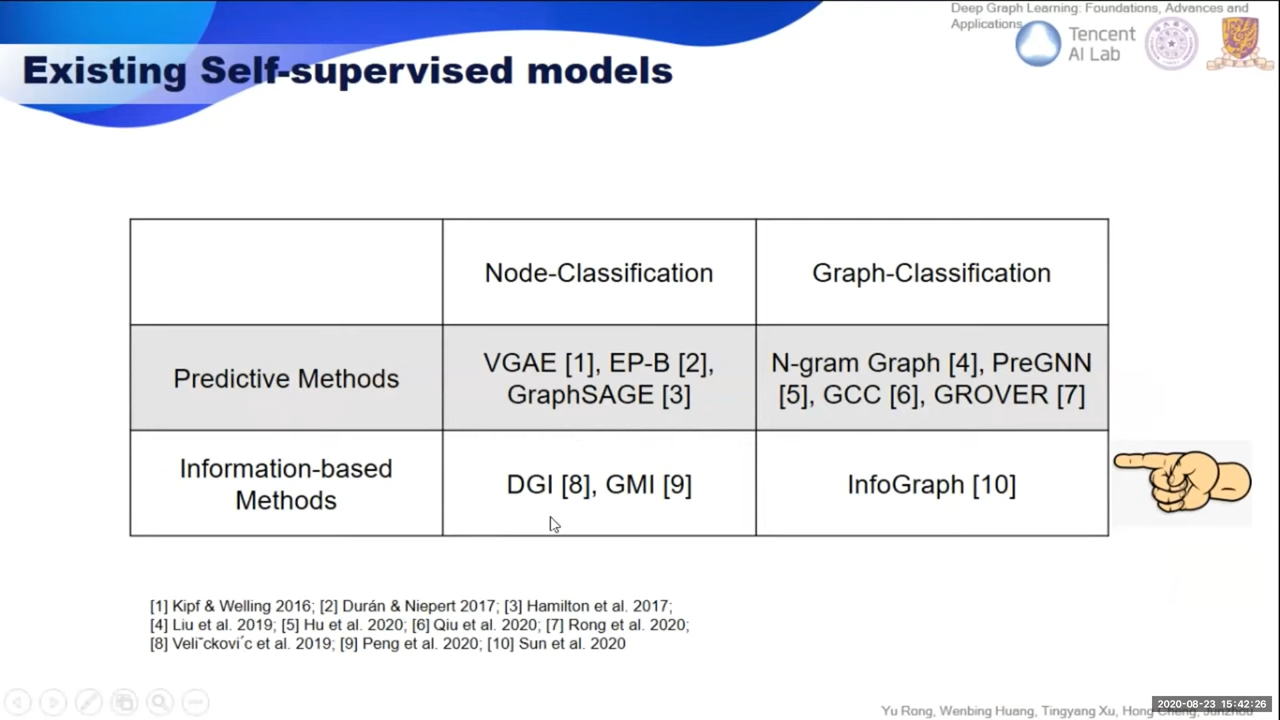 Deep Graph Learning: Foundations, Advances and
Applications
Tencent
AI Lab
Existing Self-supervised models
Node-Classification
Graph-Classification
Predictive Methods
VGAE [1], EP-B [2],
GraphSAGE [3]
N-gram Graph [4], PreGNN
[5], GCC [6], GROVER [7]
Information-based
Methods
DGI [8], GMI [9]
InfoGraph [10]
[1] Kipf & Welling 2016; [2] Durán & Niepert 2017; [3] Hamilton et al. 2017;
[4] Liu et al. 2019; [5] Hu et al. 2020; [6] Qiu et al. 2020; [7] Rong et al. 2020;
[8] Veliˇckovi´c et al. 2019; [9] Peng et al. 2020; [10] Sun et al. 2020
2020-08-23 15:42:26
Yu Rong, Wenbing Huang, Tingyang Xu, Hong Cheng, Junzhou